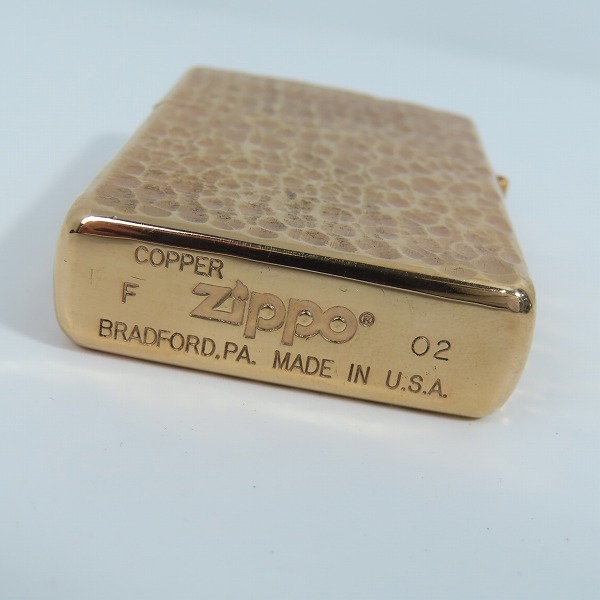 COPPER
F Zippo® 02
BRADFORD.PA. MADE IN U.S.A.